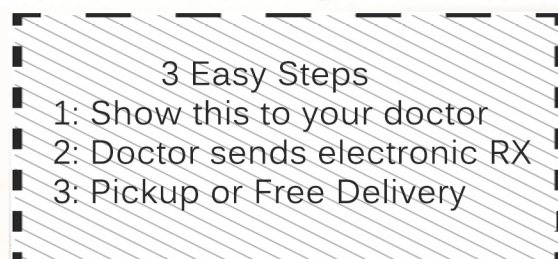 3 Easy Steps
1: Show this to your doctor
2: Doctor sends electronic RX
3: Pickup or Free Delivery